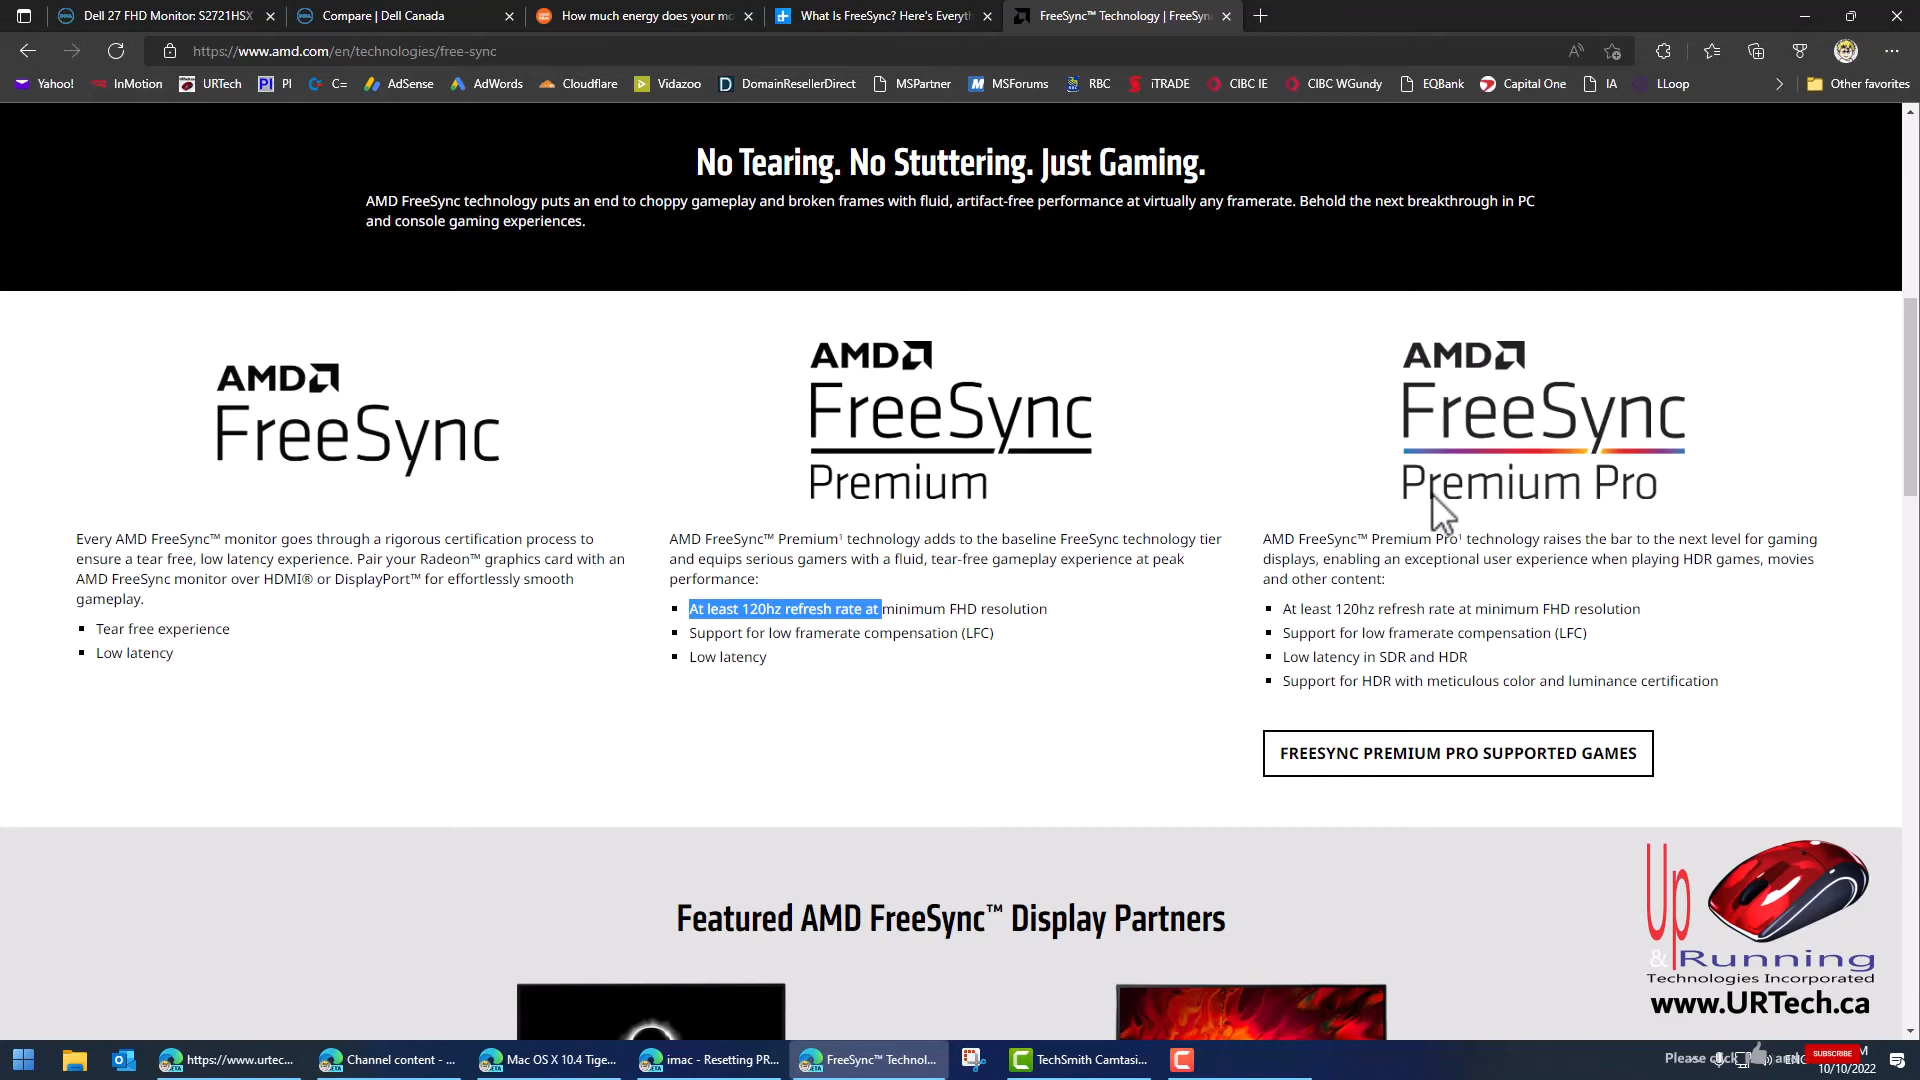 Dell 27 FHD Monitor: S2721HSX
Compare | Dell Canada
How much energy does your mo
What Is FreeSync? Here's Everyth
FreeSync™ Technology | FreeSyn
https://www.amd.com/en/technologies/free-sync
Yahoo!
InMotion
URTech
PI
C=
AdSense
AdWords
Cloudflare
Vidazoo
DomainResellerDirect
MSPartner
MSForums
RBC
iTRADE
CIBC IE
CIBC WGundy
EQBank
Capital One
IA
LLoop
Other favorites
No Tearing. No Stuttering. Just Gaming.
AMD FreeSync technology puts an end to choppy gameplay and broken frames with fluid, artifact-free performance at virtually any framerate. Behold the next breakthrough in PC
and console gaming experiences.
AMD
FreeSync
Every AMD FreeSync™ monitor goes through a rigorous certification process to
ensure a tear free, low latency experience. Pair your Radeon™ graphics card with an
AMD FreeSync monitor over HDMI® or DisplayPort™ for effortlessly smooth
gameplay.
▪ Tear free experience
▪ Low latency
AMD
FreeSync
Premium
AMD FreeSync™ Premium¹ technology adds to the baseline FreeSync technology tier
and equips serious gamers with a fluid, tear-free gameplay experience at peak
performance:
▪ At least 120hz refresh rate at minimum FHD resolution
▪ Support for low framerate compensation (LFC)
▪ Low latency
AMD
FreeSync
Premium Pro
AMD FreeSync™ Premium Pro¹ technology raises the bar to the next level for gaming
displays, enabling an exceptional user experience when playing HDR games, movies
and other content:
▪ At least 120hz refresh rate at minimum FHD resolution
▪ Support for low framerate compensation (LFC)
▪ Low latency in SDR and HDR
▪ Support for HDR with meticulous color and luminance certification
FREESYNC PREMIUM PRO SUPPORTED GAMES
Featured AMD FreeSync™ Display Partners
Up
& Running
Technologies Incorporated
www.URTech.ca
https://www.urtec...
Channel content - ...
Mac OS X 10.4 Tige...
imac - Resetting PR...
FreeSync™ Technol...
TechSmith Camtasi...
Please click
and
SUBSCRIBE
10/10/2022